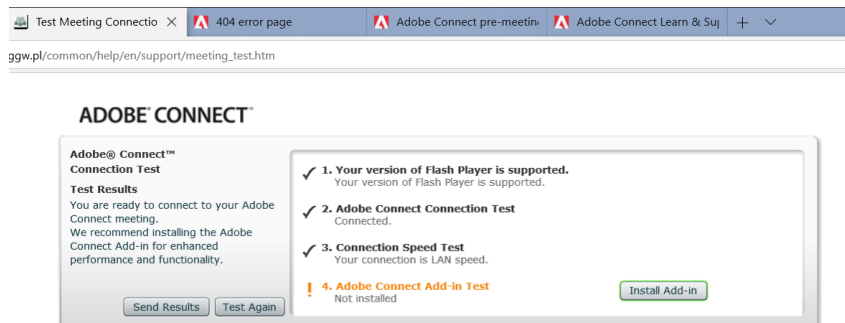 Test Meeting Connectio
404 error page
Adobe Connect pre-meeting
Adobe Connect Learn & Sup
ggw.pl/common/help/en/support/meeting_test.htm
ADOBE® CONNECT™
Adobe® Connect™
Connection Test
Test Results
You are ready to connect to your Adobe
Connect meeting.
We recommend installing the Adobe
Connect Add-in for enhanced
performance and functionality.
Send Results
Test Again
1. Your version of Flash Player is supported.
Your version of Flash Player is supported.
2. Adobe Connect Connection Test
Connected.
3. Connection Speed Test
Your connection is LAN speed.
4. Adobe Connect Add-in Test
Not installed
Install Add-in